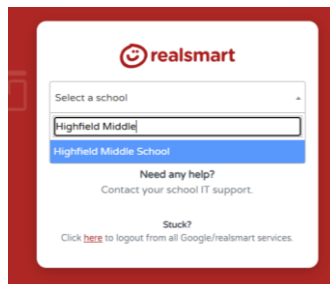 realsmart
Select a school
Highfield Middle
Highfield Middle School
Need any help?
Contact your school IT support.
Stuck?
Click here to logout from all Google/realsmart services.